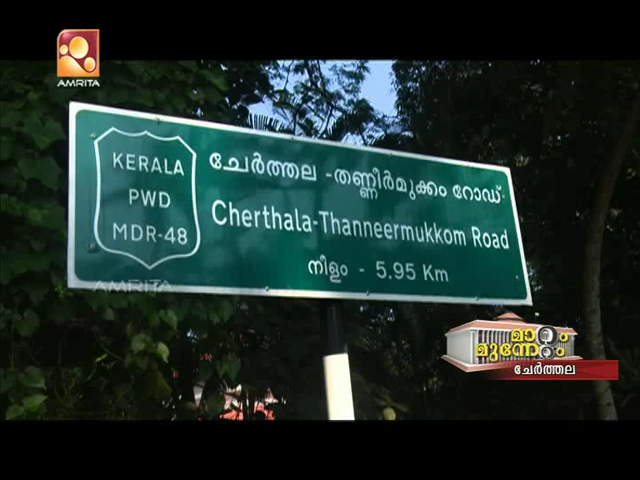 AMRITA
KERALA
PWD
MDR-48
ചേർത്തല - തണ്ണീർമുക്കം റോഡ്
Cherthala-Thanneermukkom Road
നീളം - 5.95 Km
AMRITA
മാറ്റം
മുന്നേറ്റം
ചേർത്തല